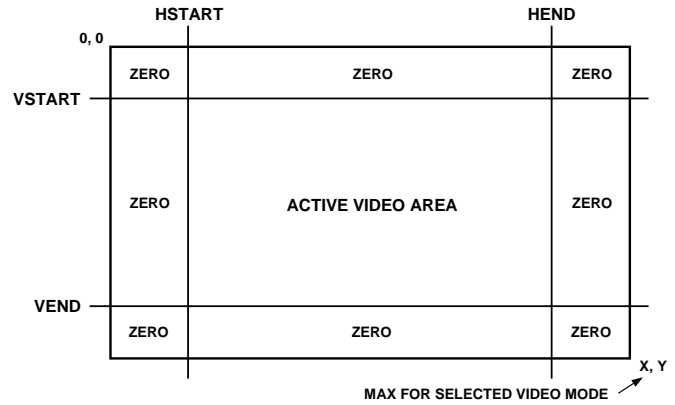 HSTART HEND
0, 0
ZERO ZERO ZERO
VSTART
ZERO ACTIVE VIDEO AREA ZERO
VEND
ZERO ZERO ZERO
X, Y
MAX FOR SELECTED VIDEO MODE